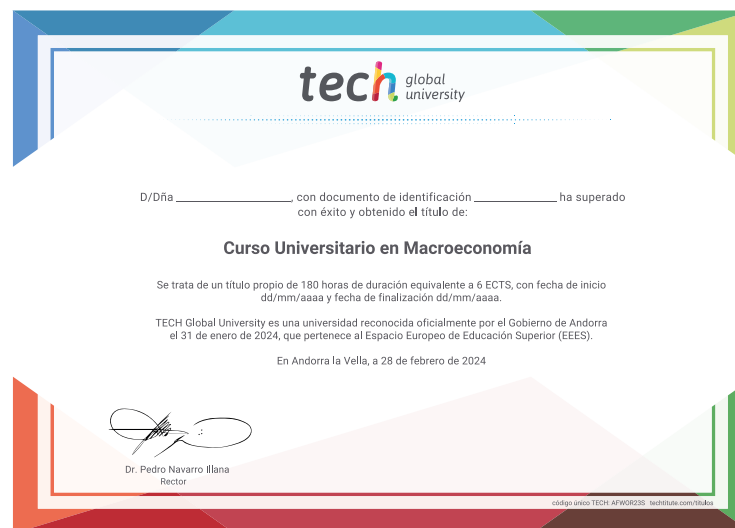 tech global university
D/Dña ____________________, con documento de identificación ______________ ha superado
con éxito y obtenido el título de:
Curso Universitario en Macroeconomía
Se trata de un título propio de 180 horas de duración equivalente a 6 ECTS, con fecha de inicio
dd/mm/aaaa y fecha de finalización dd/mm/aaaa.
TECH Global University es una universidad reconocida oficialmente por el Gobierno de Andorra
el 31 de enero de 2024, que pertenece al Espacio Europeo de Educación Superior (EEES).
En Andorra la Vella, a 28 de febrero de 2024
Dr. Pedro Navarro Illana
Rector
código único TECH: AFWOR23S techtitute.com/titulos